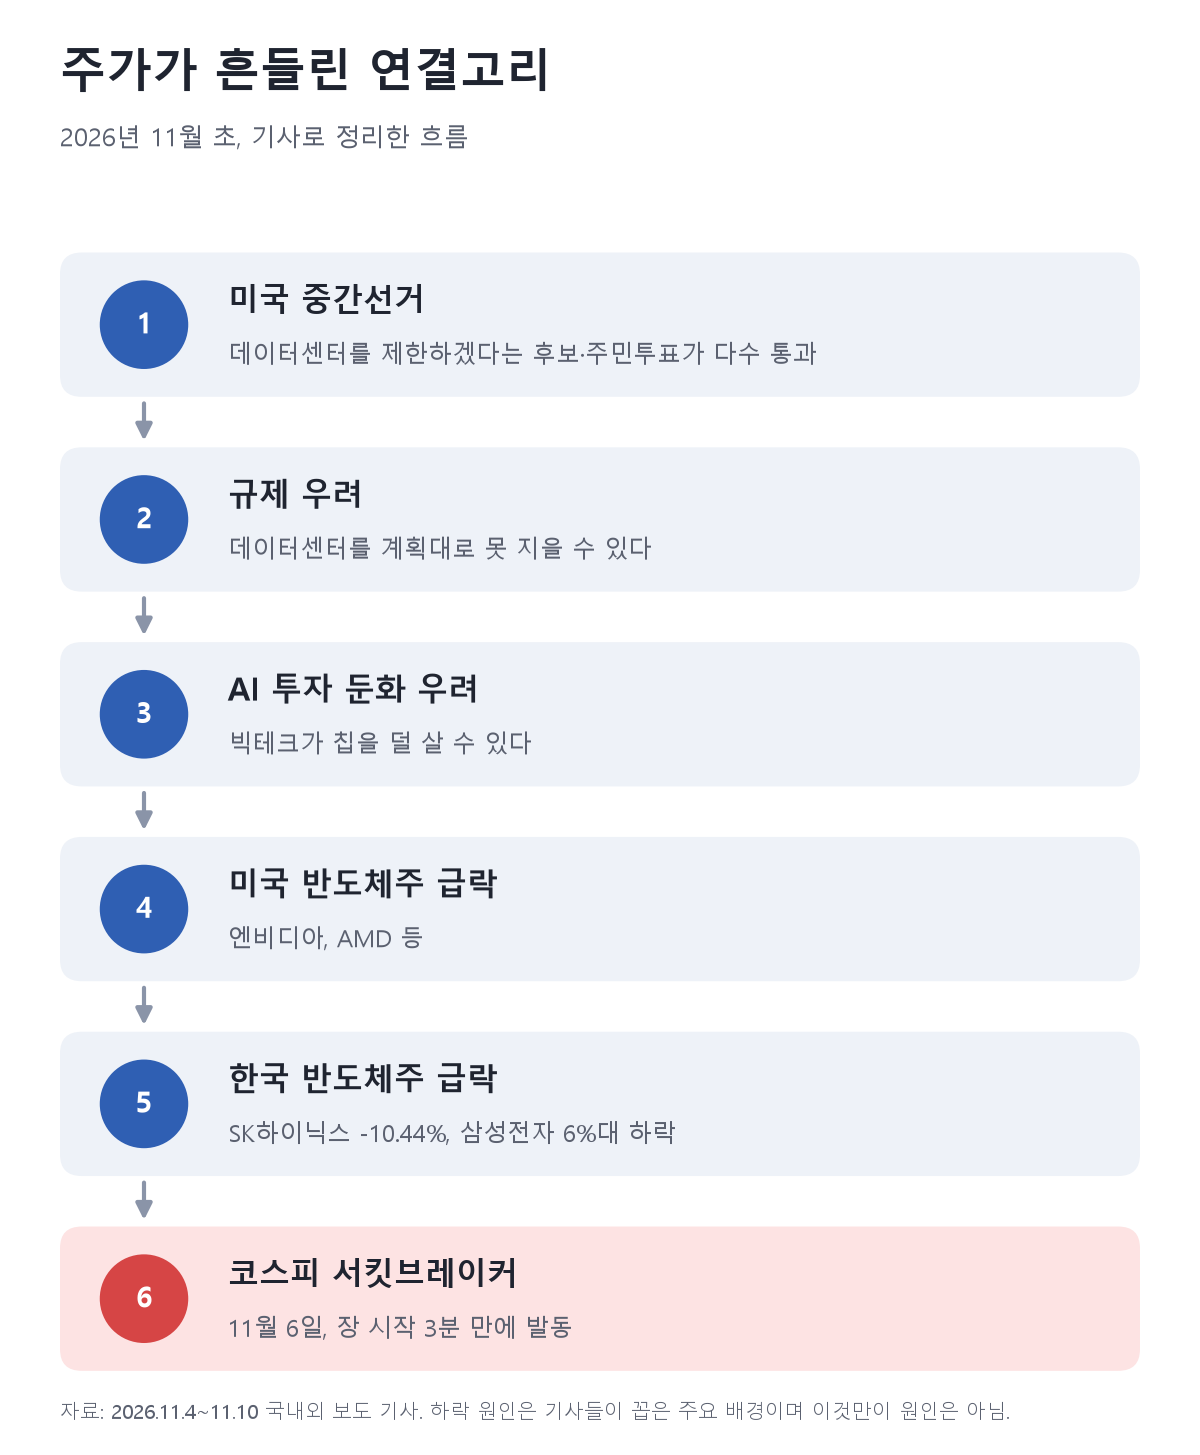 주가가 흔들린 연결고리
2026년 11월 초, 기사로 정리한 흐름
1
미국 중간선거
데이터센터를 제한하겠다는 후보·주민투표가 다수 통과
2
규제 우려
데이터센터를 계획대로 못 지을 수 있다
3
AI 투자 둔화 우려
빅테크가 칩을 덜 살 수 있다
4
미국 반도체주 급락
엔비디아, AMD 등
5
한국 반도체주 급락
SK하이닉스 -10.44%, 삼성전자 6%대 하락
6
코스피 서킷브레이커
11월 6일, 장 시작 3분 만에 발동
자료: 2026.11.4~11.10 국내외 보도 기사. 하락 원인은 기사들이 꼽은 주요 배경이며 이것만이 원인은 아님.